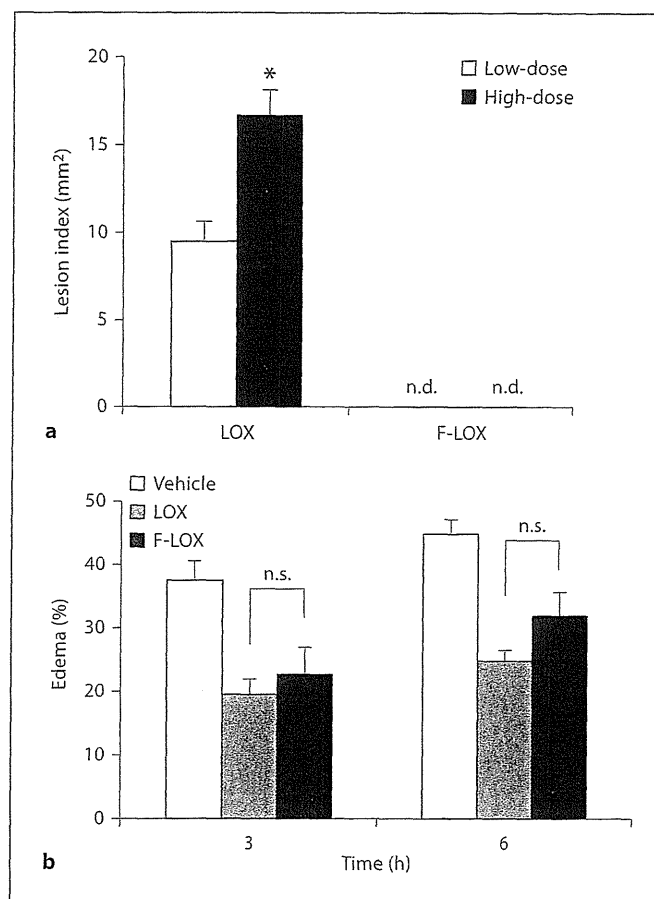 20
15
10
5
0
Lesion index (mm²)
*
Low-dose
High-dose
n.d. n.d.
LOX F-LOX
a
Vehicle
LOX
F-LOX
50
40
30
20
10
0
Edema (%)
n.s.
n.s.
3 6
Time (h)
b